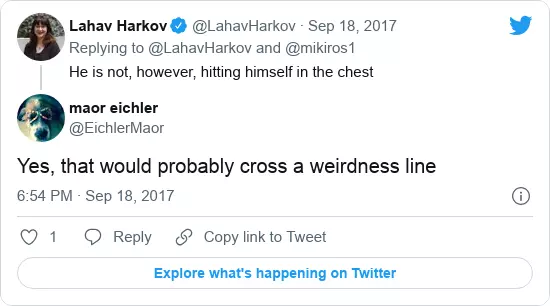 Lahav Harkov @LahavHarkov · Sep 18, 2017
Replying to @LahavHarkov and @mikiros1
He is not, however, hitting himself in the chest
maor eichler
@EichlerMaor
Yes, that would probably cross a weirdness line
6:54 PM · Sep 18, 2017
1 Reply Copy link to Tweet
Explore what's happening on Twitter